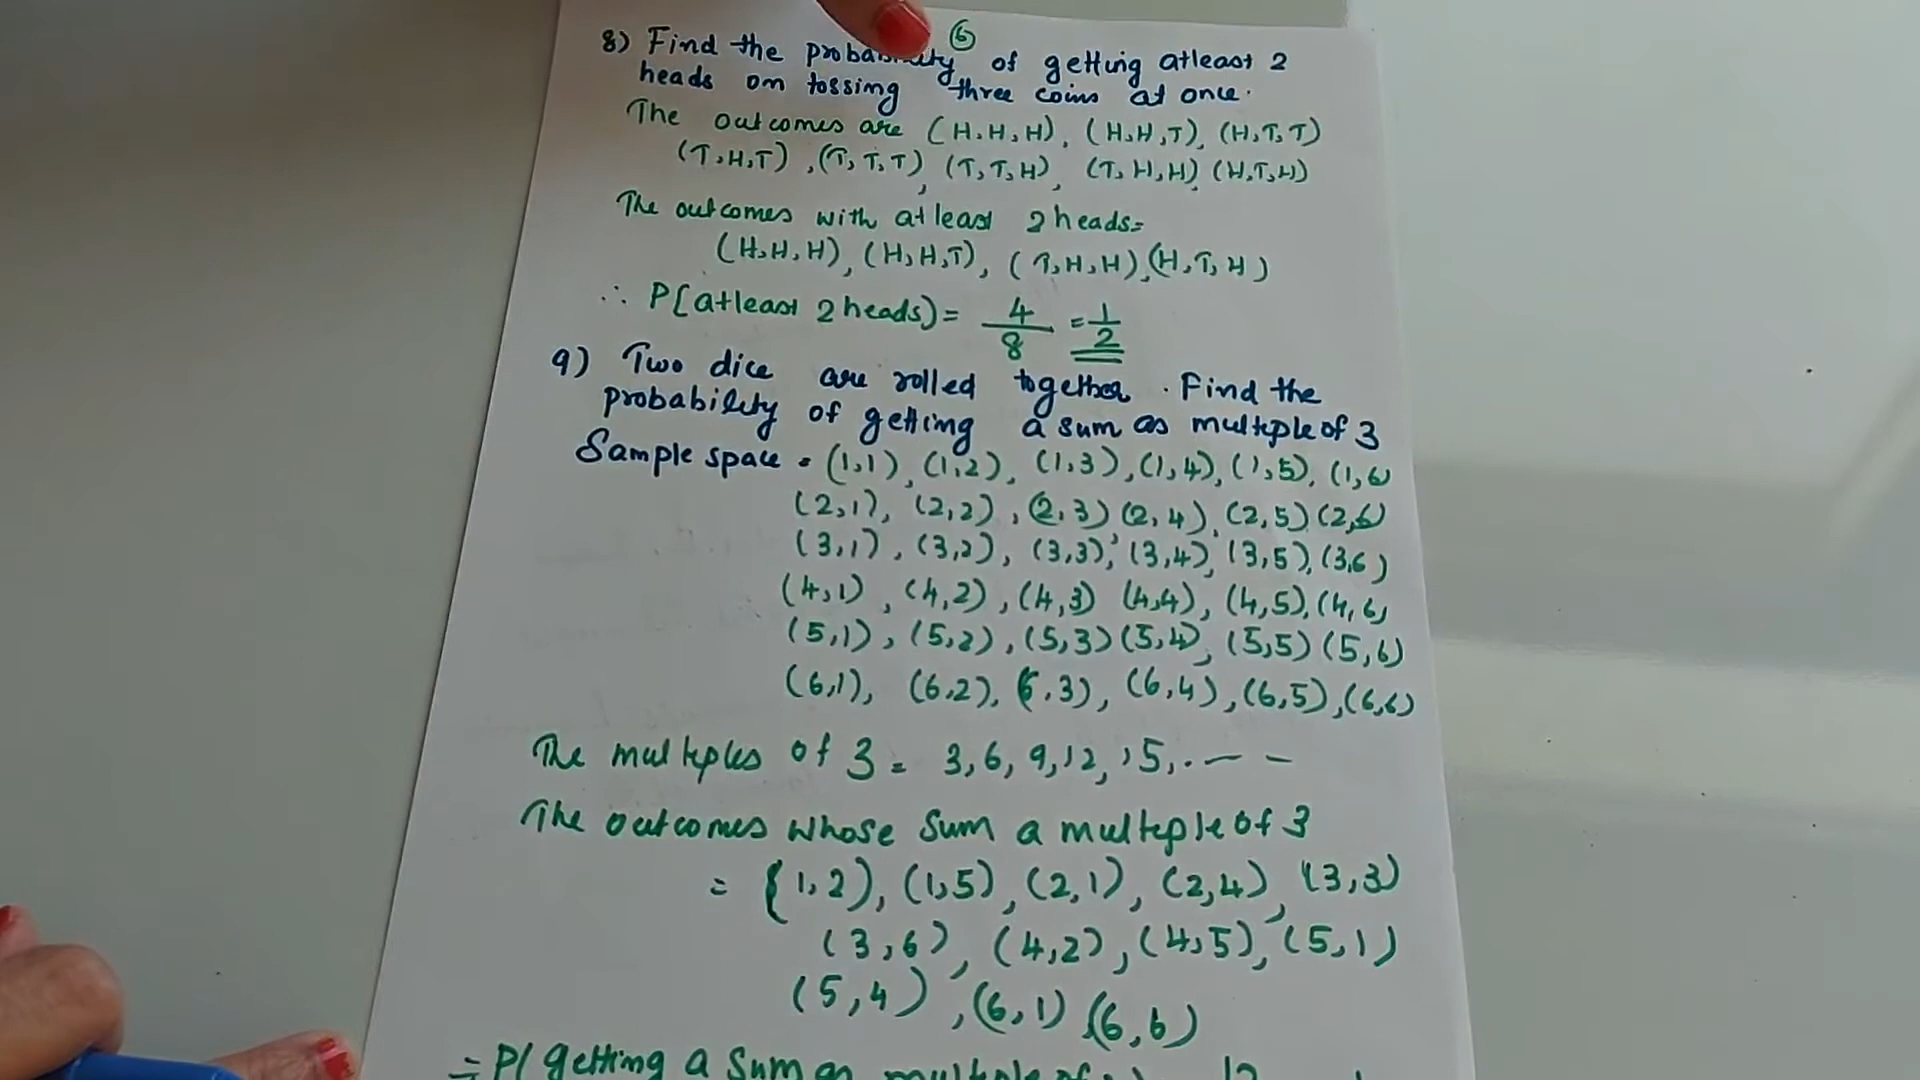 6
8) Find the probability of getting atleast 2
heads on tossing three coins at once.
The outcomes are (H,H,H), (H,H,T), (H,T,T)
(T,H,T), (T,T,T), (T,T,H), (T,H,H), (H,T,H)
The outcomes with atleast 2 heads=
(H,H,H), (H,H,T), (T,H,H), (H,T,H)
∴ P[atleast 2 heads) = 4/8 = 1/2
9) Two dice are rolled together. Find the
probability of getting a sum as multiple of 3
Sample space = (1,1), (1,2), (1,3), (1,4), (1,5), (1,6)
(2,1), (2,2), (2,3) (2,4), (2,5) (2,6)
(3,1), (3,2), (3,3), (3,4), (3,5), (3,6)
(4,1), (4,2), (4,3) (4,4), (4,5), (4,6)
(5,1), (5,2), (5,3) (5,4), (5,5) (5,6)
(6,1), (6,2), (6,3), (6,4), (6,5), (6,6)
The multiples of 3 = 3, 6, 9, 12, 15, . - -
The outcomes whose sum a multiple of 3
= {1,2), (1,5), (2,1), (2,4), (3,3)
(3,6), (4,2), (4,5), (5,1)
(5,4), (6,1) (6,6)
= P( getting a sum as multiple of 12